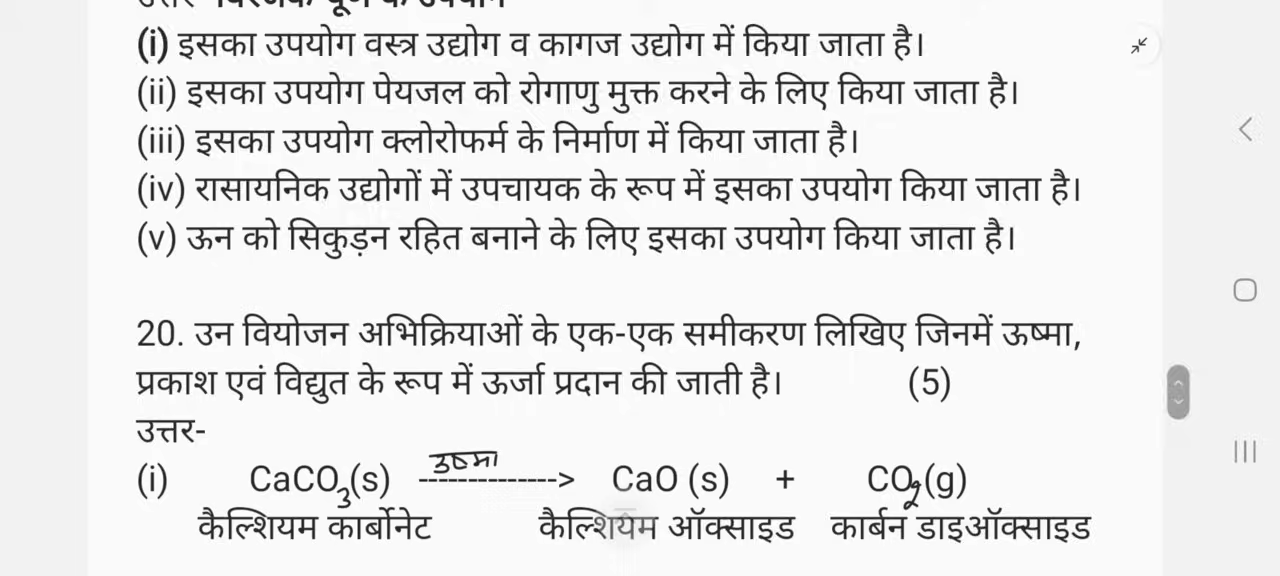 (i) इसका उपयोग वस्त्र उद्योग व कागज उद्योग में किया जाता है।
(ii) इसका उपयोग पेयजल को रोगाणु मुक्त करने के लिए किया जाता है।
(iii) इसका उपयोग क्लोरोफर्म के निर्माण में किया जाता है।
(iv) रासायनिक उद्योगों में उपचायक के रूप में इसका उपयोग किया जाता है।
(v) ऊन को सिकुड़न रहित बनाने के लिए इसका उपयोग किया जाता है।
20. उन वियोजन अभिक्रियाओं के एक-एक समीकरण लिखिए जिनमें ऊष्मा,
प्रकाश एवं विद्युत के रूप में ऊर्जा प्रदान की जाती है। (5)
उत्तर-
उष्मा
(i) CaCO3(s) --------------> CaO (s) + CO2(g)
कैल्शियम कार्बोनेट कैल्शियम ऑक्साइड कार्बन डाइऑक्साइड